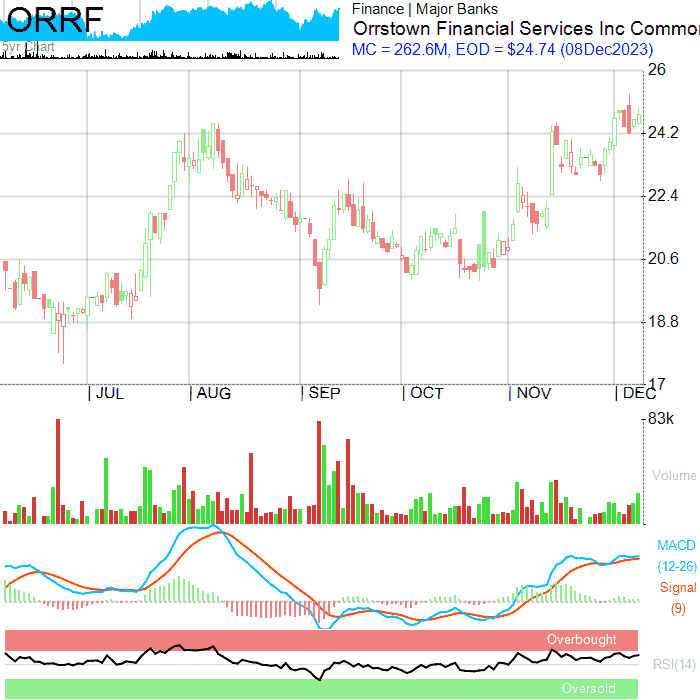 ORRF
5yr Chart
Finance | Major Banks
Orrstown Financial Services Inc Common
MC = 262.6M, EOD = $24.74 (08Dec2023)
26
24.2
22.4
20.6
18.8
17
JUL AUG SEP OCT NOV DEC
83k
Volume
MACD
(12-26)
Signal
(9)
Overbought
RSI(14)
Oversold